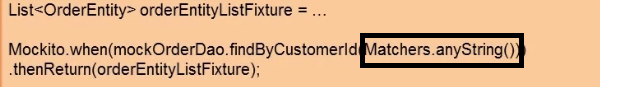 List<OrderEntity> orderEntityListFixture = ...
Mockito.when(mockOrderDao.findByCustomerId(Matchers.anyString()))
.thenReturn(orderEntityListFixture);